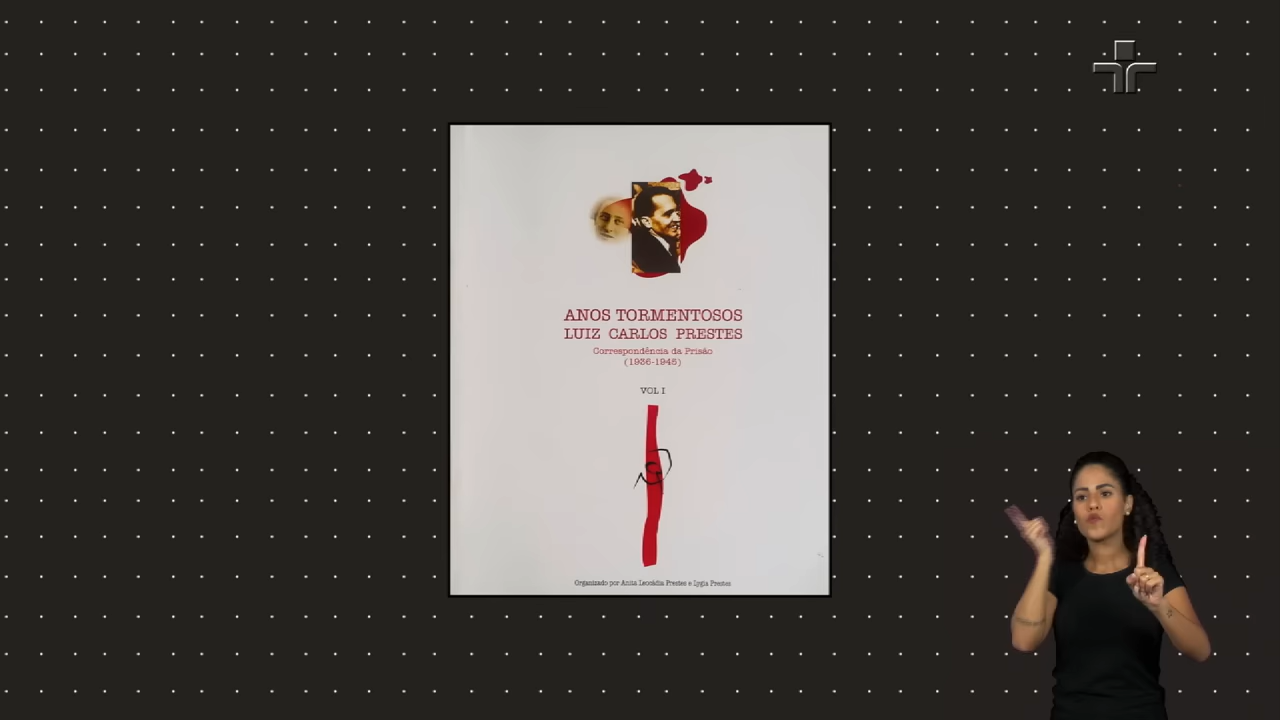 ANOS TORMENTOSOS
LUIZ CARLOS PRESTES
Correspondência da Prisão
(1936-1945)
VOL I
Organizado por Anita Leocádia Prestes e Lygia Prestes